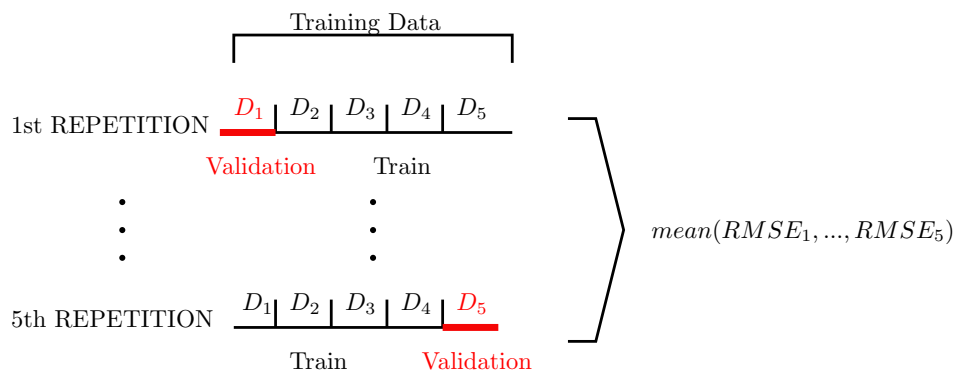 Training Data
D₁ D₂ D₃ D₄ D₅
1st REPETITION
Validation Train
5th REPETITION
D₁ D₂ D₃ D₄ D₅
Train Validation
mean(RMSE₁, ..., RMSE₅)